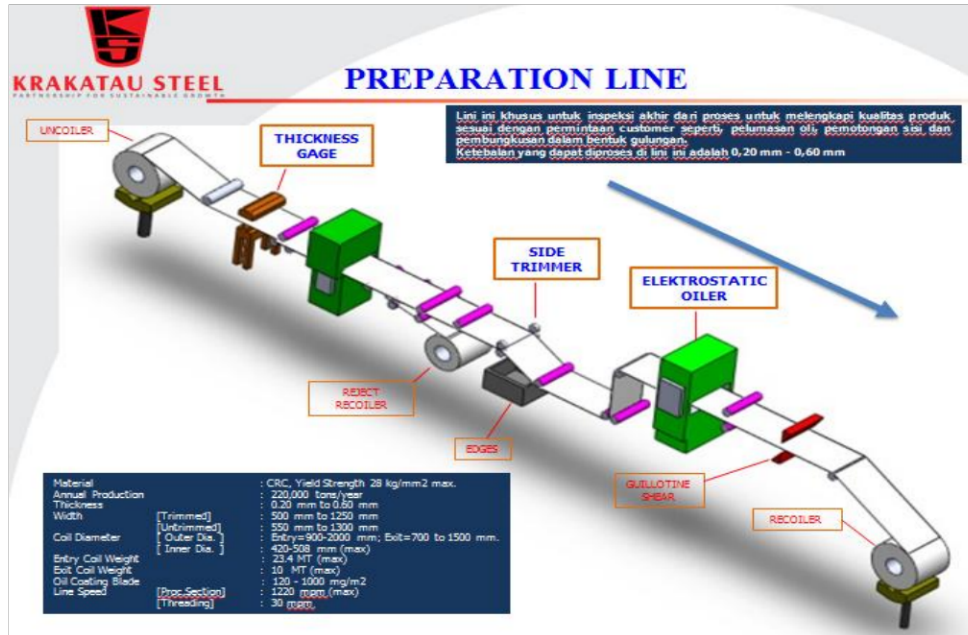 KRAKATAU STEEL
PARTNERSHIP FOR SUSTAINABLE GROWTH
PREPARATION LINE
Lini ini khusus untuk inspeksi akhir dari proses untuk melengkapi kualitas produk
sesuai dengan permintaan customer seperti, pelumasan oli, pemotongan sisi dan
pembungkusan dalam bentuk gulungan.
Ketebalan yang dapat diproses di lini ini adalah 0,20 mm - 0,60 mm
UNCOILER
THICKNESS
GAGE
SIDE
TRIMMER
ELEKTROSTATIC
OILER
REJECT
RECOILER
EDGES
GUILLOTINE
SHEAR
RECOILER
Material : CRC, Yield Strength 28 kg/mm2 max.
Annual Production : 220,000 tons/year
Thickness : 0.20 mm to 0.60 mm
Width [Trimmed] : 500 mm to 1250 mm
[Untrimmed] : 550 mm to 1300 mm
Coil Diameter [ Outer Dia. ] : Entry=900-2000 mm; Exit=700 to 1500 mm.
[ Inner Dia. ] : 420-508 mm (max)
Entry Coil Weight : 23.4 MT (max)
Exit Coil Weight : 10 MT (max)
Oil Coating Blade : 120 - 1000 mg/m2
Line Speed [Proc.Section] : 1220 mpm (max)
[Threading] : 30 mpm.